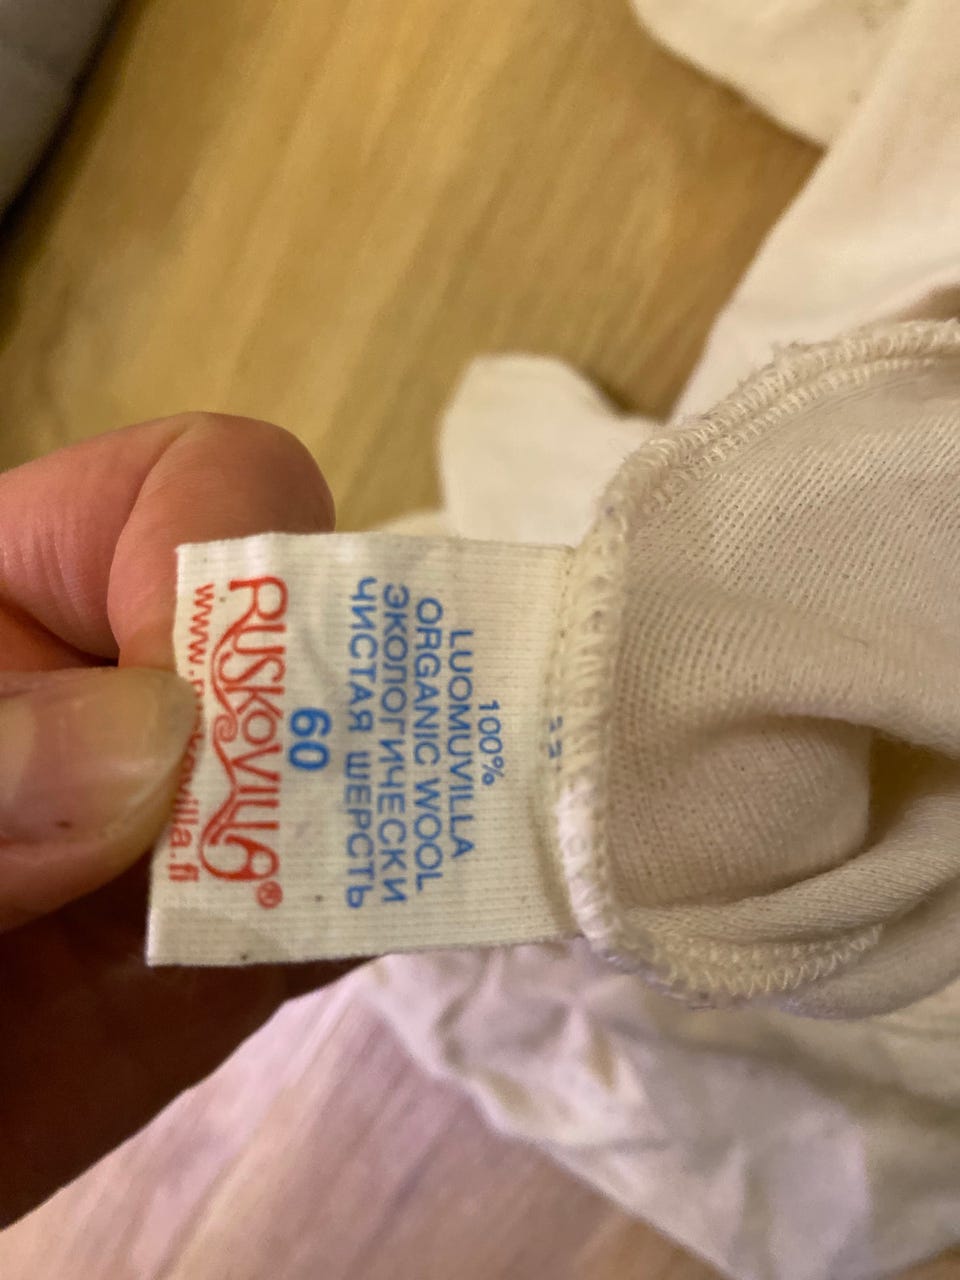 100%
LUOMUVILLA
ORGANIC WOOL
ЭКОЛОГИЧЕСКИ
ЧИСТАЯ ШЕРСТЬ
60
RUSKOVILLA®